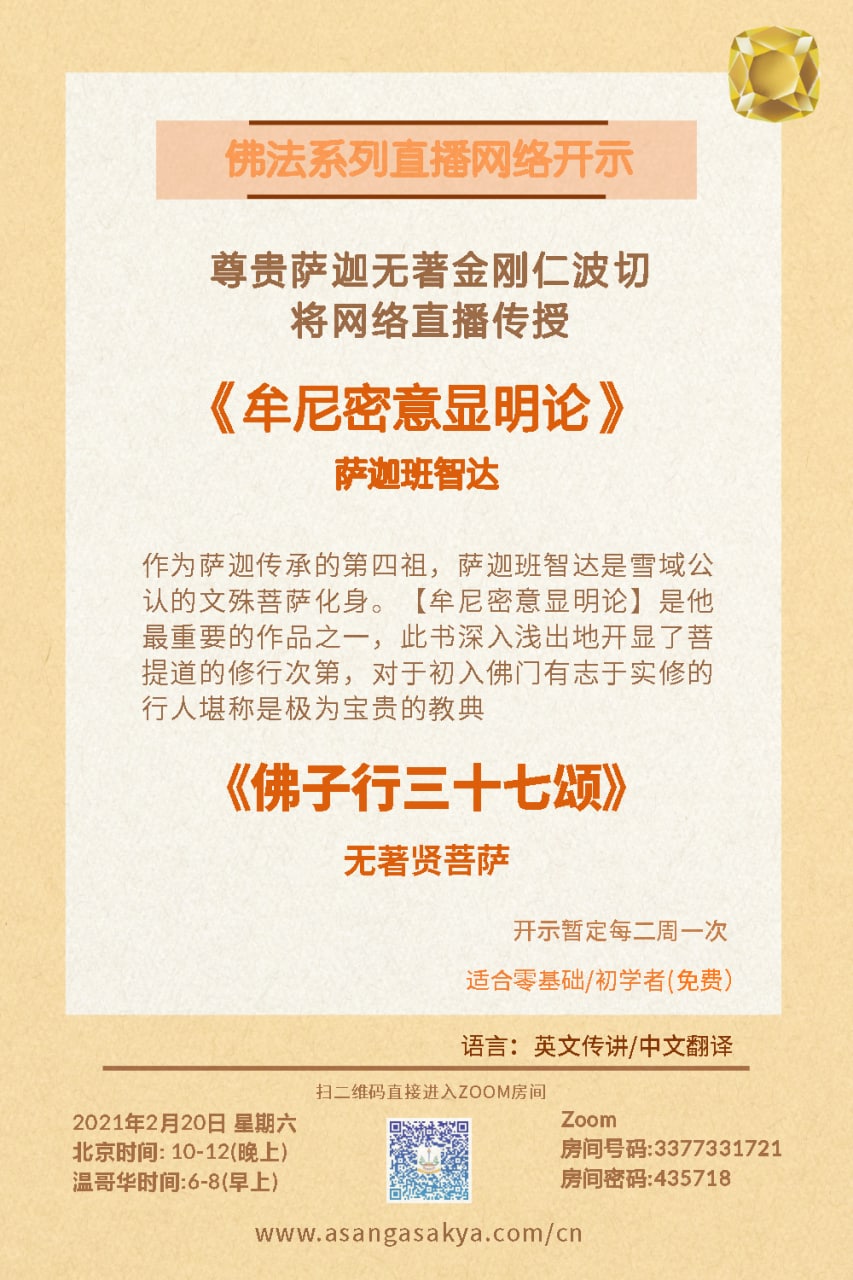 佛法系列直播网络开示
尊贵萨迦无著金刚仁波切
将网络直播传授
《牟尼密意显明论》
萨迦班智达
作为萨迦传承的第四祖，萨迦班智达是雪域公
认的文殊菩萨化身。【牟尼密意显明论】是他
最重要的作品之一，此书深入浅出地开显了菩
提道的修行次第，对于初入佛门有志于实修的
行人堪称是极为宝贵的教典
《佛子行三十七颂》
无著贤菩萨
开示暂定每二周一次
适合零基础/初学者(免费）
语言：英文传讲/中文翻译
扫二维码直接进入ZOOM房间
2021年2月20日 星期六
北京时间: 10-12(晚上)
温哥华时间:6-8(早上)
Zoom
房间号码:3377331721
房间密码:435718
www.asangasakya.com/cn